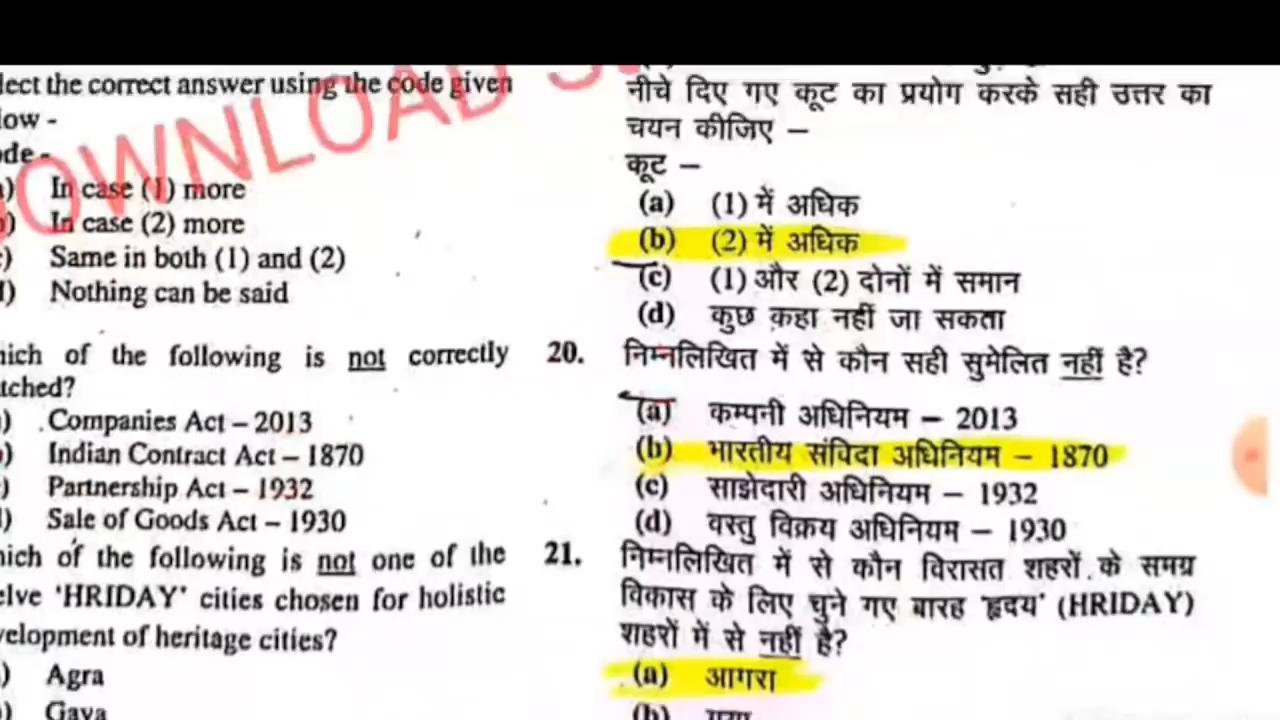 lect the correct answer using the code given
low -
de -
) In case (1) more
) In case (2) more
) Same in both (1) and (2)
) Nothing can be said
hich of the following is not correctly
tched?
) Companies Act – 2013
) Indian Contract Act – 1870
) Partnership Act – 1932
) Sale of Goods Act – 1930
hich of the following is not one of the
elve 'HRIDAY' cities chosen for holistic
velopment of heritage cities?
) Agra
) Gaya
नीचे दिए गए कूट का प्रयोग करके सही उत्तर का
चयन कीजिए –
कूट –
(a) (1) में अधिक
(b) (2) में अधिक
(c) (1) और (2) दोनों में समान
(d) कुछ कहा नहीं जा सकता
20. निम्नलिखित में से कौन सही सुमेलित नहीं है?
(a) कम्पनी अधिनियम – 2013
(b) भारतीय संविदा अधिनियम – 1870
(c) साझेदारी अधिनियम – 1932
(d) वस्तु विक्रय अधिनियम – 1930
21. निम्नलिखित में से कौन विरासत शहरों के समग्र
विकास के लिए चुने गए बारह 'हृदय' (HRIDAY)
शहरों में से नहीं है?
(a) आगरा
(b) गया
OWNLOAD